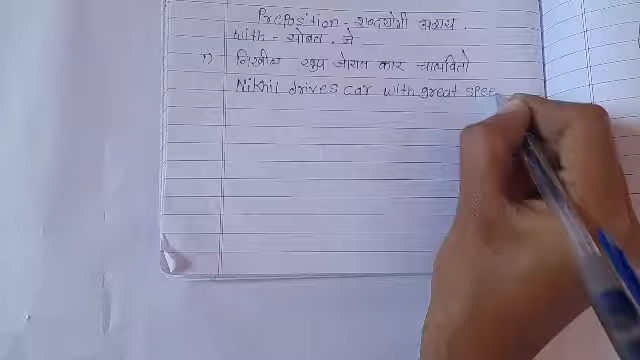 Preposition - शब्दयोगी अव्यय.
with - सोबत, ने
1) निखील खूप जोरात कार चालवितो
Nikhil drives car with great spee